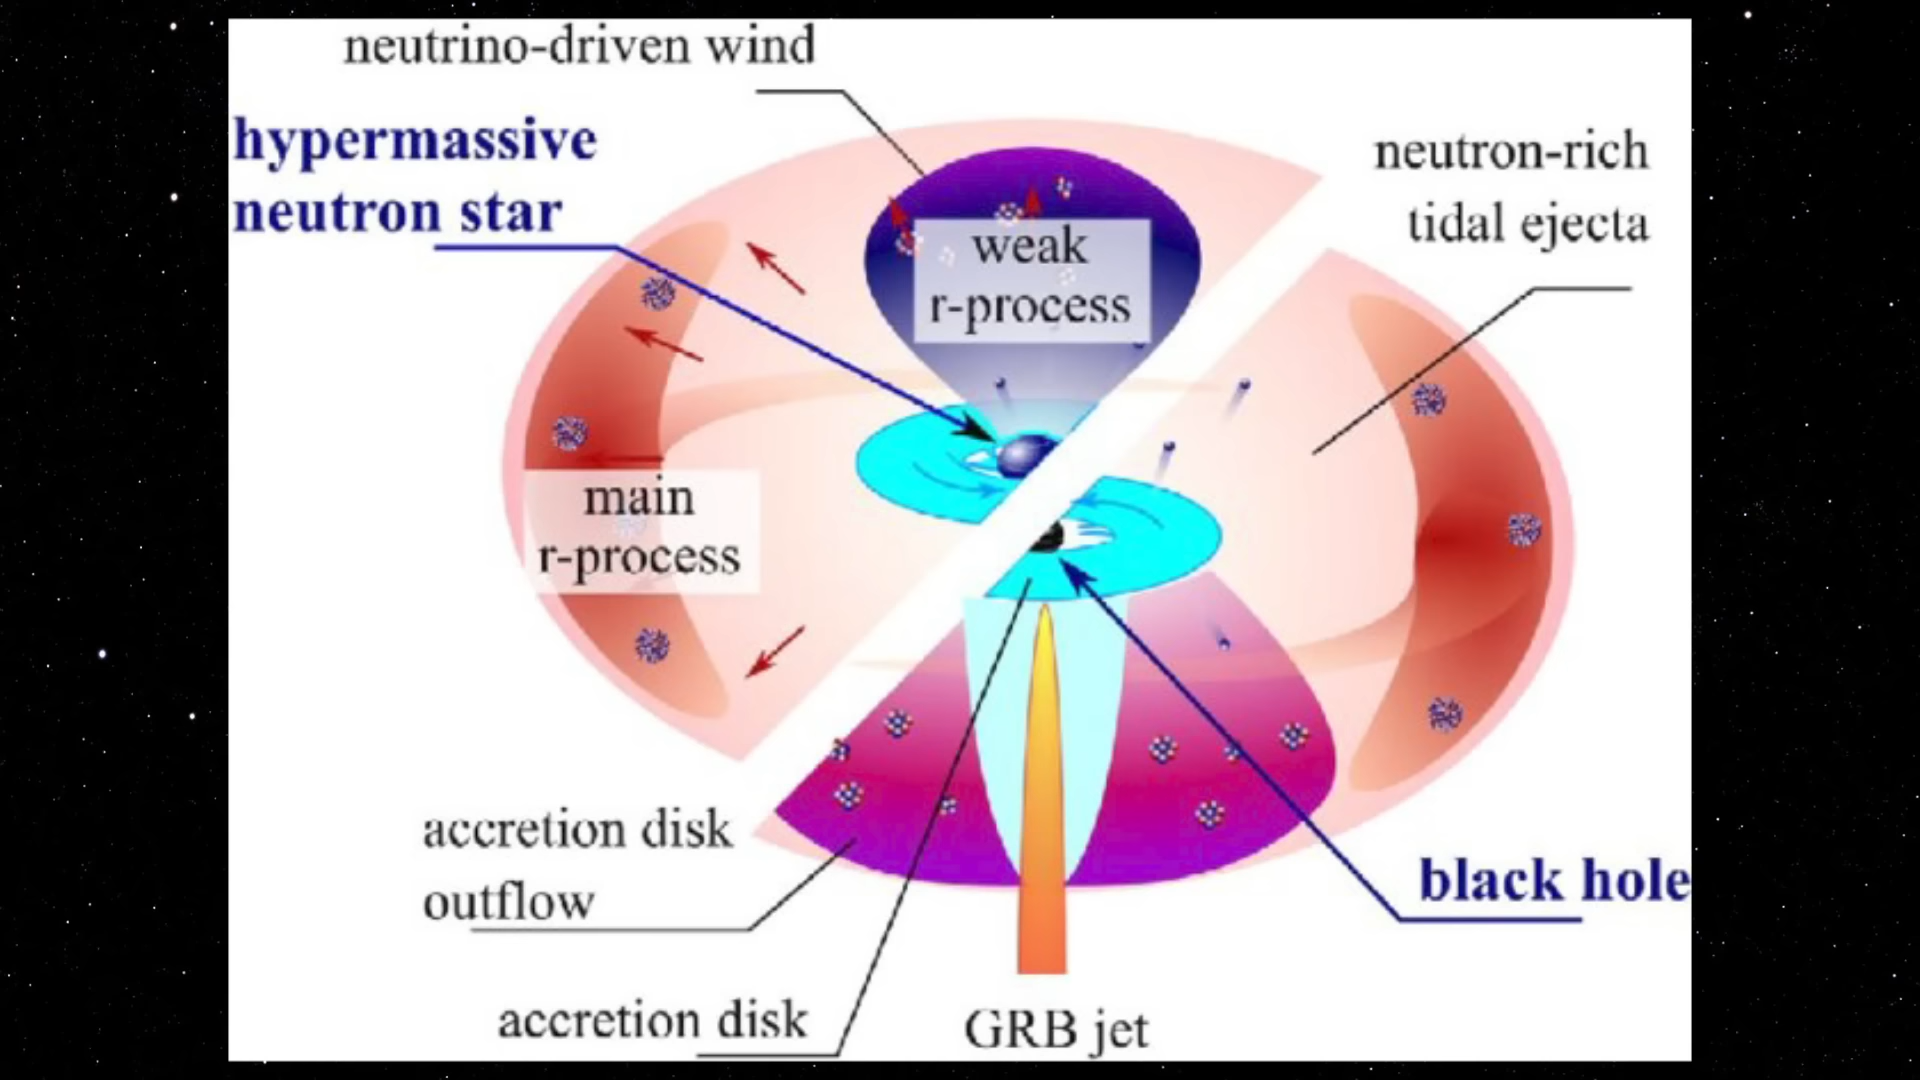 neutrino-driven wind
hypermassive
neutron star
neutron-rich
tidal ejecta
weak
r-process
main
r-process
accretion disk
outflow
black hole
accretion disk
GRB jet